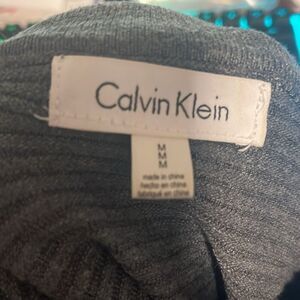 Calvin Klein
M
M
M
made in china
hecho en china
fabriqué en chine